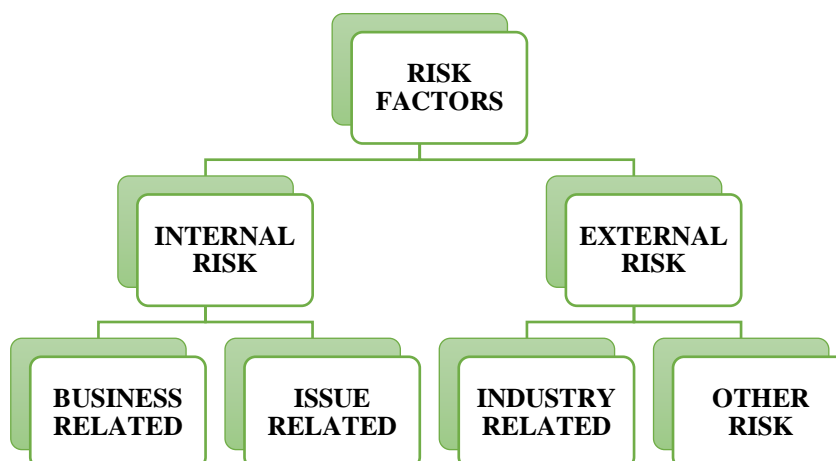 RISK
FACTORS
INTERNAL
RISK
EXTERNAL
RISK
BUSINESS
RELATED
ISSUE
RELATED
INDUSTRY
RELATED
OTHER
RISK